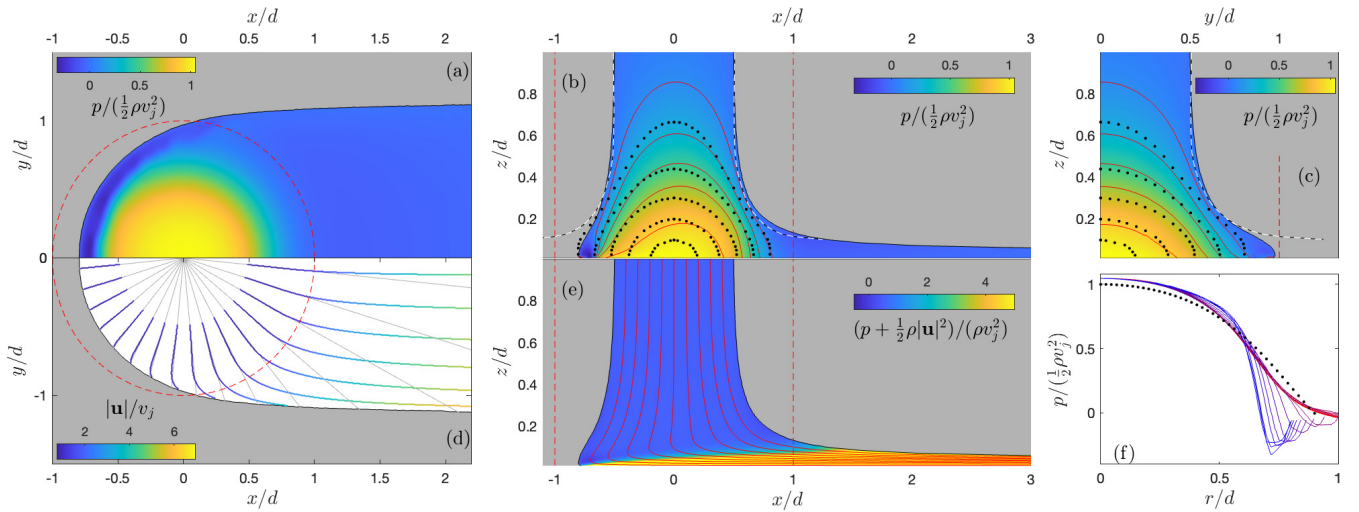 x/d
-1 -0.5 0 0.5 1 1.5 2
(a)
0 0.5 1
p/(½ρv_j²)
y/d
1
0
y/d
-1
|u|/v_j
2 4 6
(d)
-1 -0.5 0 0.5 1 1.5 2
x/d
x/d
-1 0 1 2 3
(b)
0 0.5 1
p/(½ρv_j²)
z/d
0.8
0.6
0.4
0.2
(e)
0 2 4
(p + ½ρ|u|²)/(ρv_j²)
z/d
0.8
0.6
0.4
0.2
-1 0 1 2 3
x/d
y/d
0 0.5 1
0 0.5 1
p/(½ρv_j²)
(c)
z/d
0.8
0.6
0.4
0.2
p/(½ρv_j²)
1
0
(f)
0 0.5 1
r/d